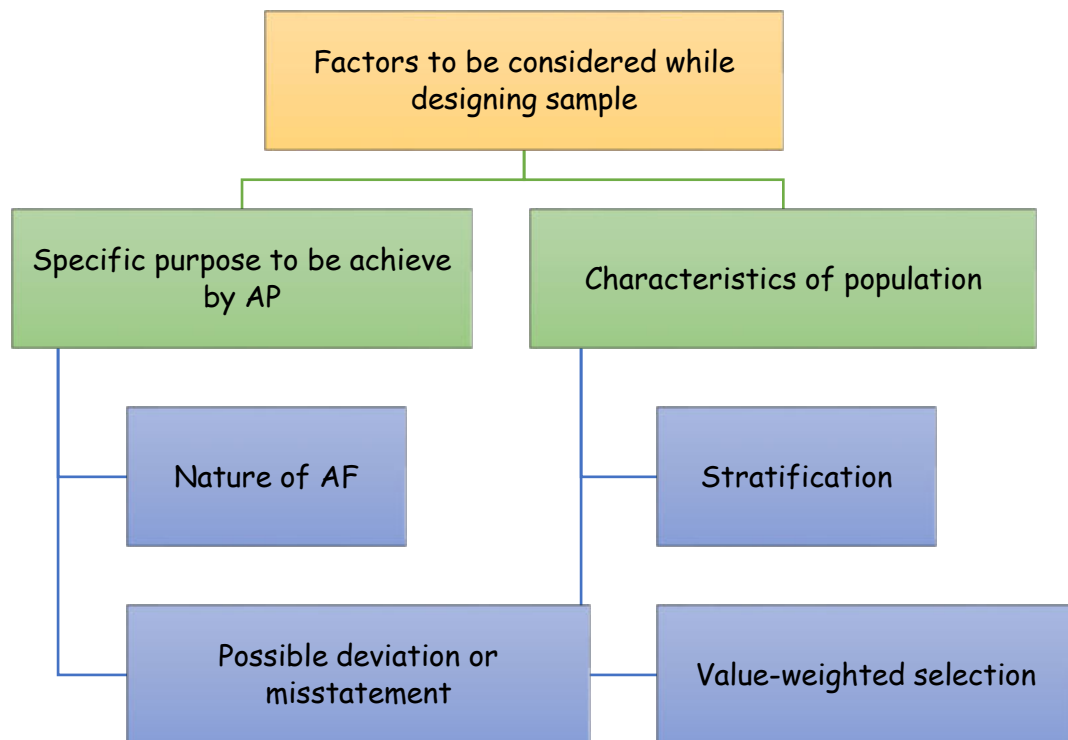 Factors to be considered while
designing sample
Specific purpose to be achieve
by AP
Characteristics of population
Nature of AF
Stratification
Possible deviation or
misstatement
Value-weighted selection